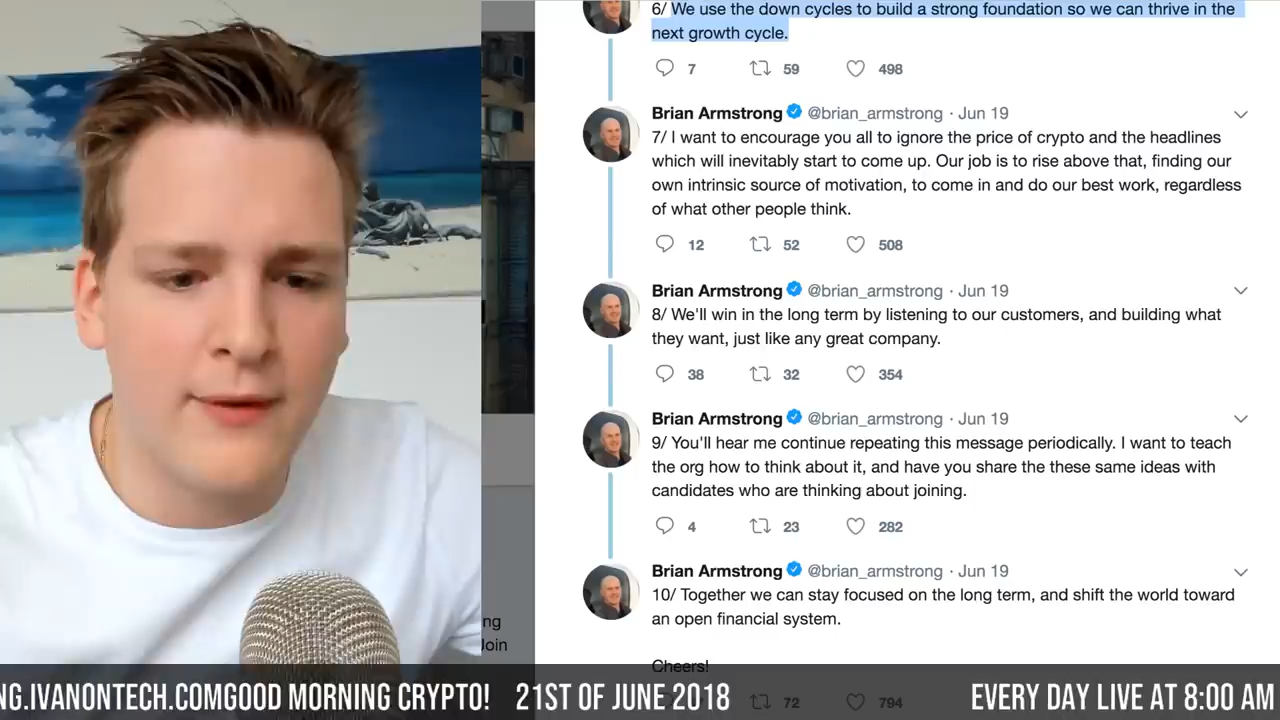 6/ We use the down cycles to build a strong foundation so we can thrive in the
next growth cycle.
7 59 498
Brian Armstrong @brian_armstrong · Jun 19
7/ I want to encourage you all to ignore the price of crypto and the headlines
which will inevitably start to come up. Our job is to rise above that, finding our
own intrinsic source of motivation, to come in and do our best work, regardless
of what other people think.
12 52 508
Brian Armstrong @brian_armstrong · Jun 19
8/ We'll win in the long term by listening to our customers, and building what
they want, just like any great company.
38 32 354
Brian Armstrong @brian_armstrong · Jun 19
9/ You'll hear me continue repeating this message periodically. I want to teach
the org how to think about it, and have you share the these same ideas with
candidates who are thinking about joining.
4 23 282
Brian Armstrong @brian_armstrong · Jun 19
10/ Together we can stay focused on the long term, and shift the world toward
an open financial system.
Cheers!
72 794
ng
Join
NG.IVANONTECH.COMGOOD MORNING CRYPTO! 21ST OF JUNE 2018 EVERY DAY LIVE AT 8:00 AM